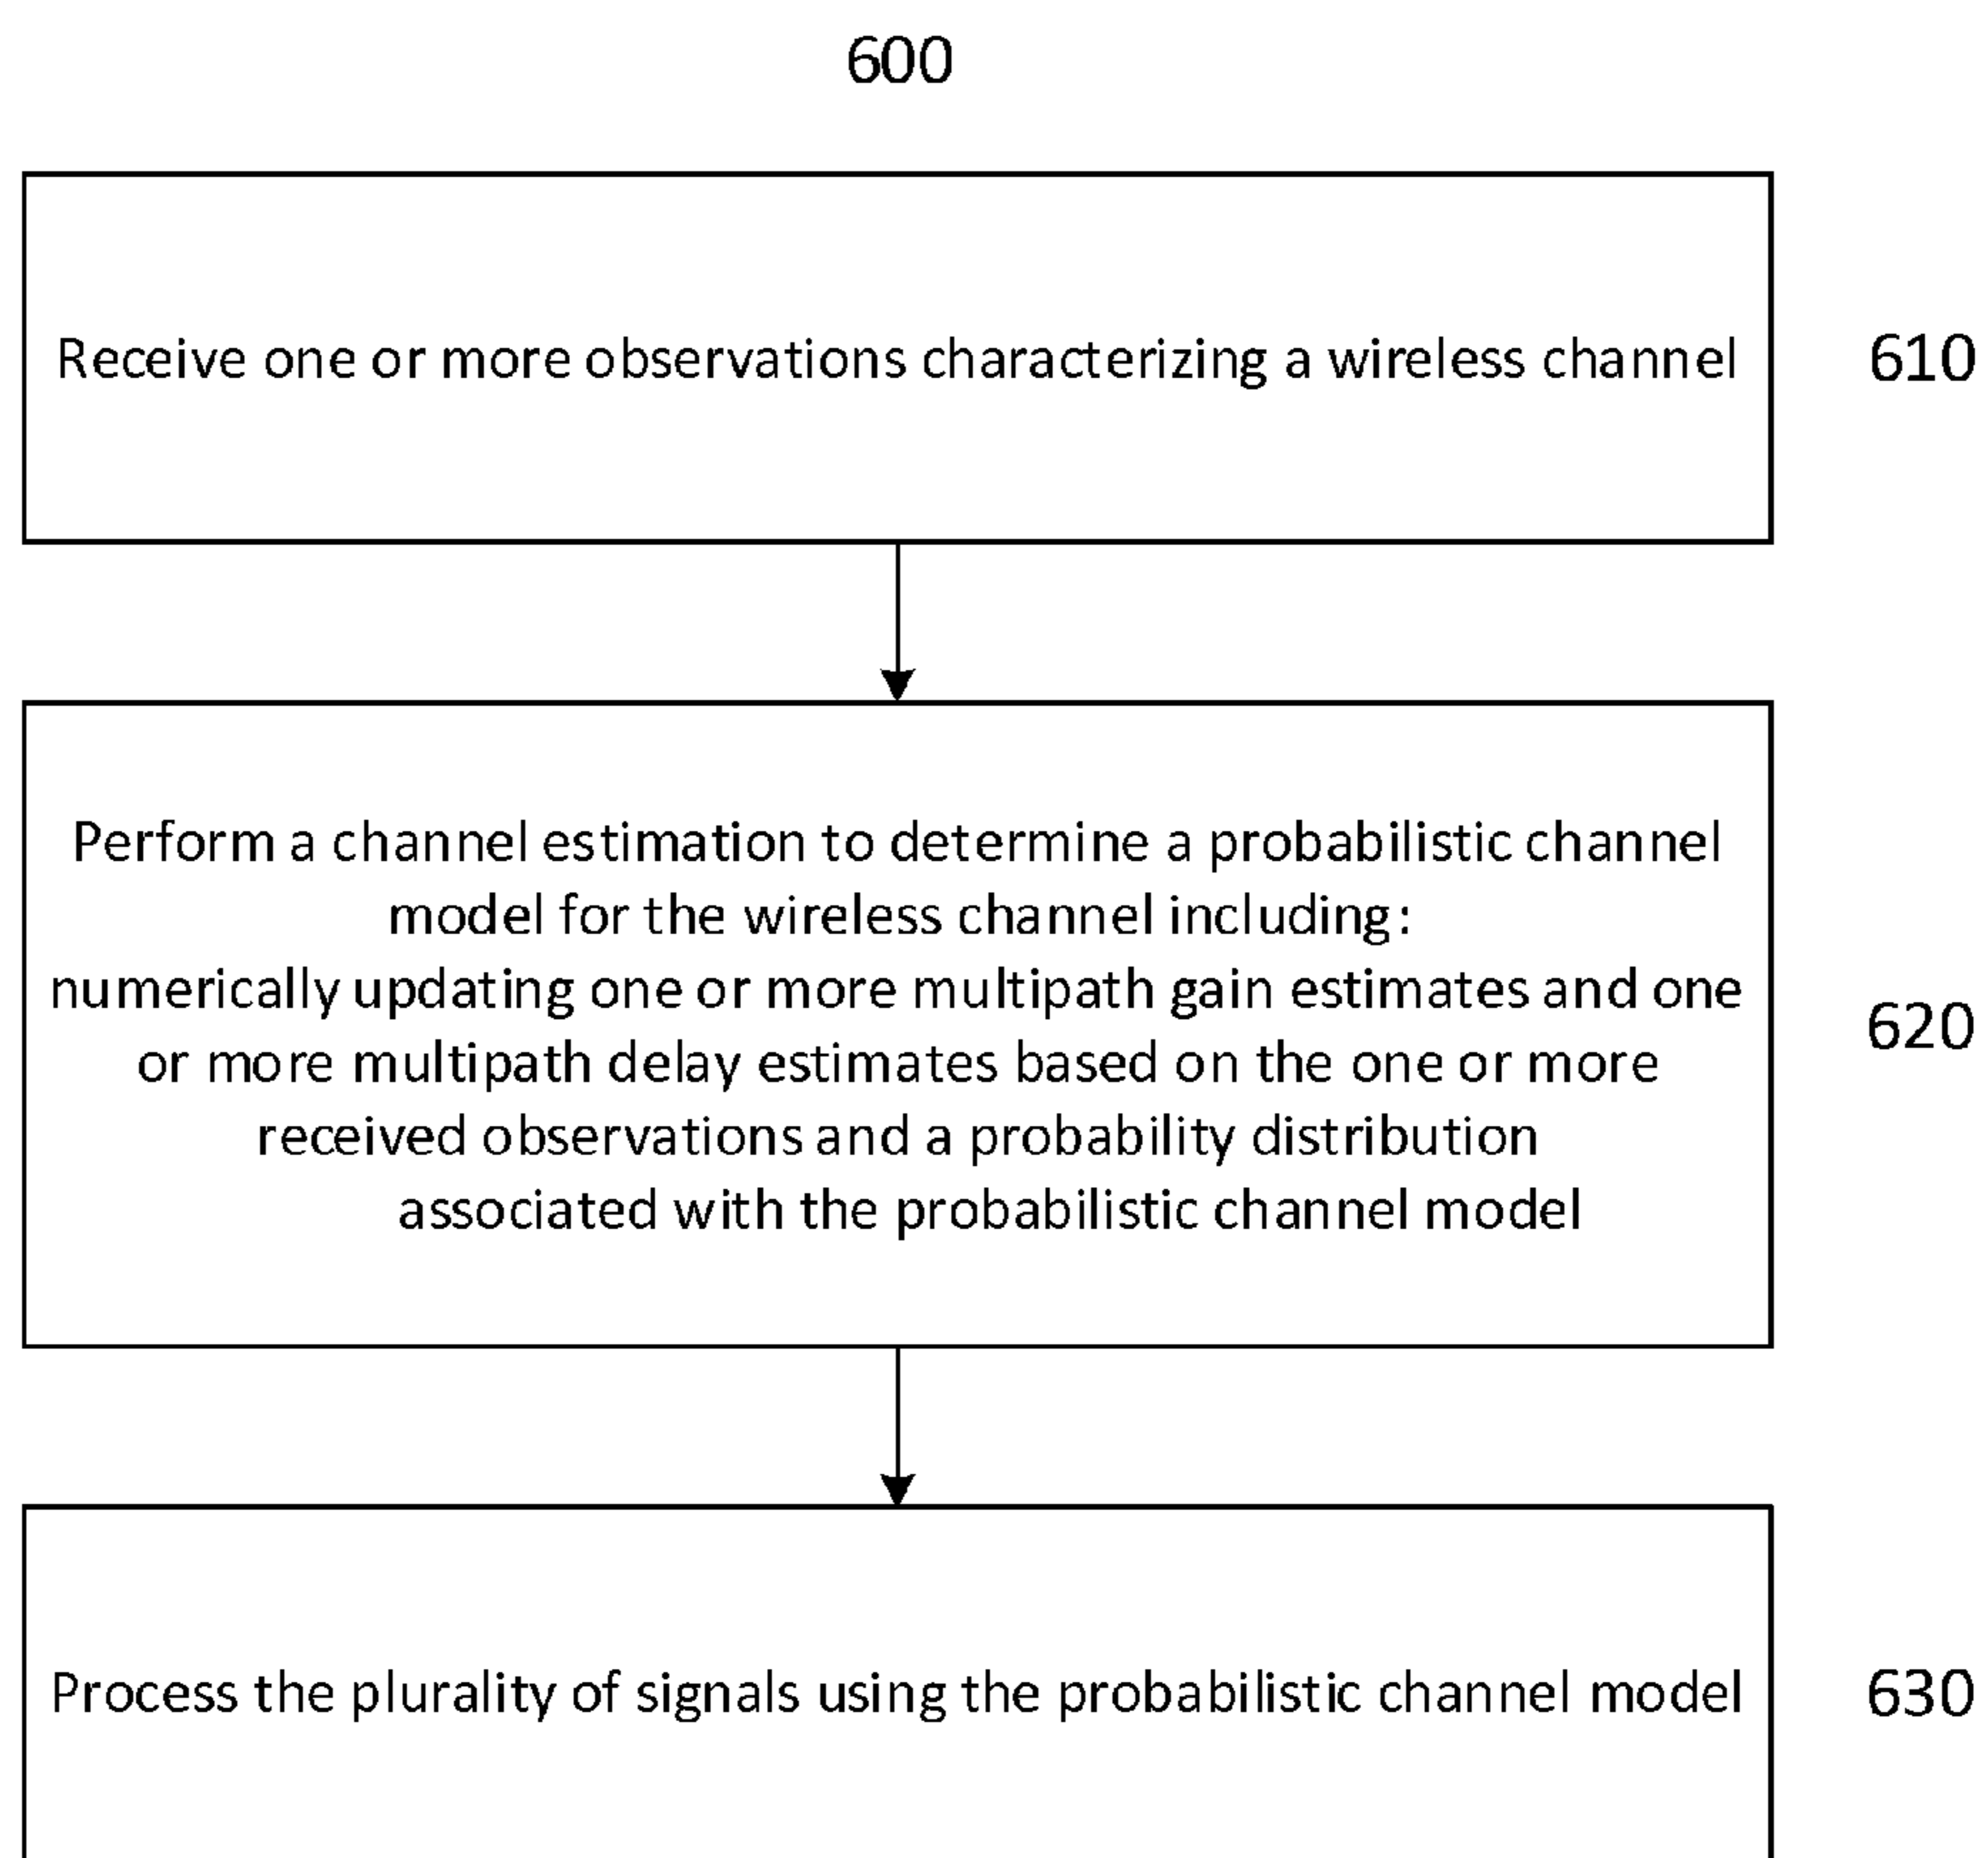 600
Receive one or more observations characterizing a wireless channel
610
Perform a channel estimation to determine a probabilistic channel
model for the wireless channel including:
numerically updating one or more multipath gain estimates and one
or more multipath delay estimates based on the one or more
received observations and a probability distribution
associated with the probabilistic channel model
620
Process the plurality of signals using the probabilistic channel model
630